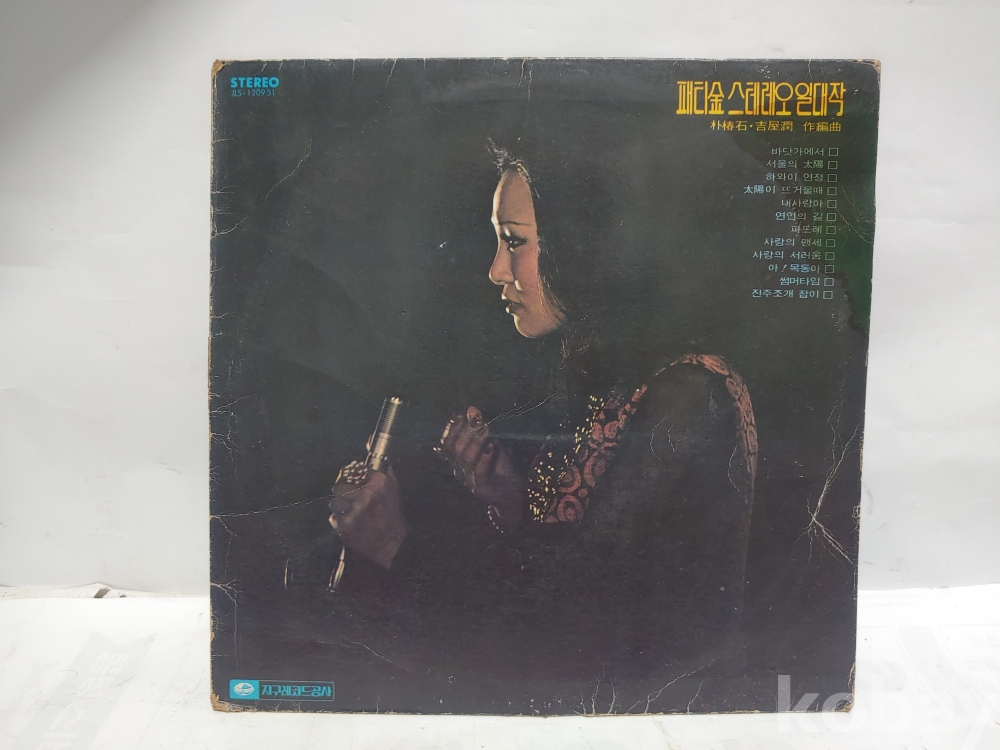 STEREO
JLS-120931
패티金 스테레오 일대작
朴椿石·吉屋潤 作編曲
바닷가에서 □
서울의 太陽 □
하와이 연정 □
太陽이 뜨거울때 □
내사랑아 □
연인의 길 □
파도레 □
사랑의 맹세 □
사랑의 서러움 □
아! 목동아 □
썸머타임 □
진주조개 잡이 □
지구레코드공사
koba